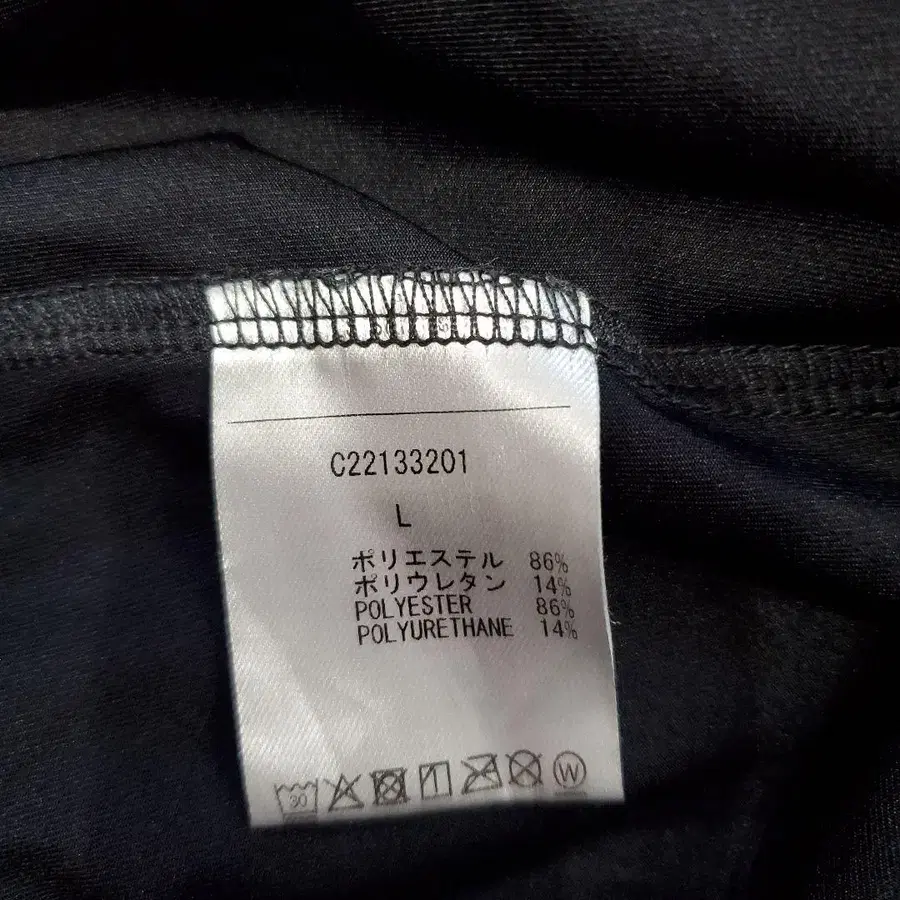 C22133201
L
ポリエステル 86%
ポリウレタン 14%
POLYESTER 86%
POLYURETHANE 14%
30 W